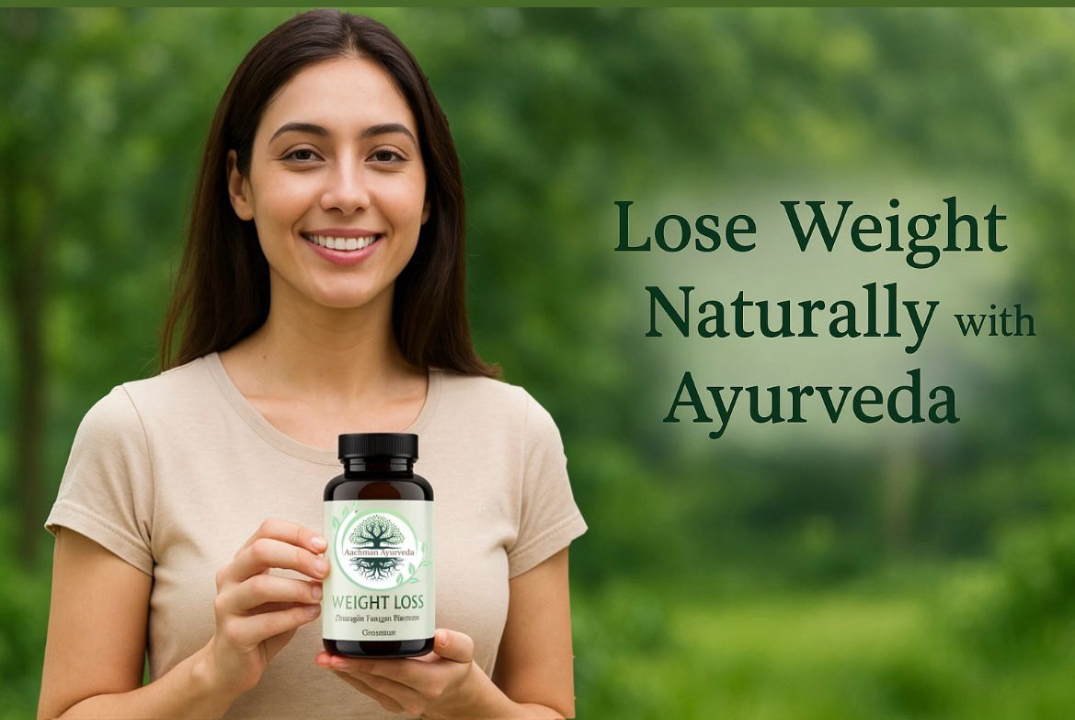 Lose Weight
Naturally with
Ayurveda
Aachman Ayurveda
WEIGHT LOSS